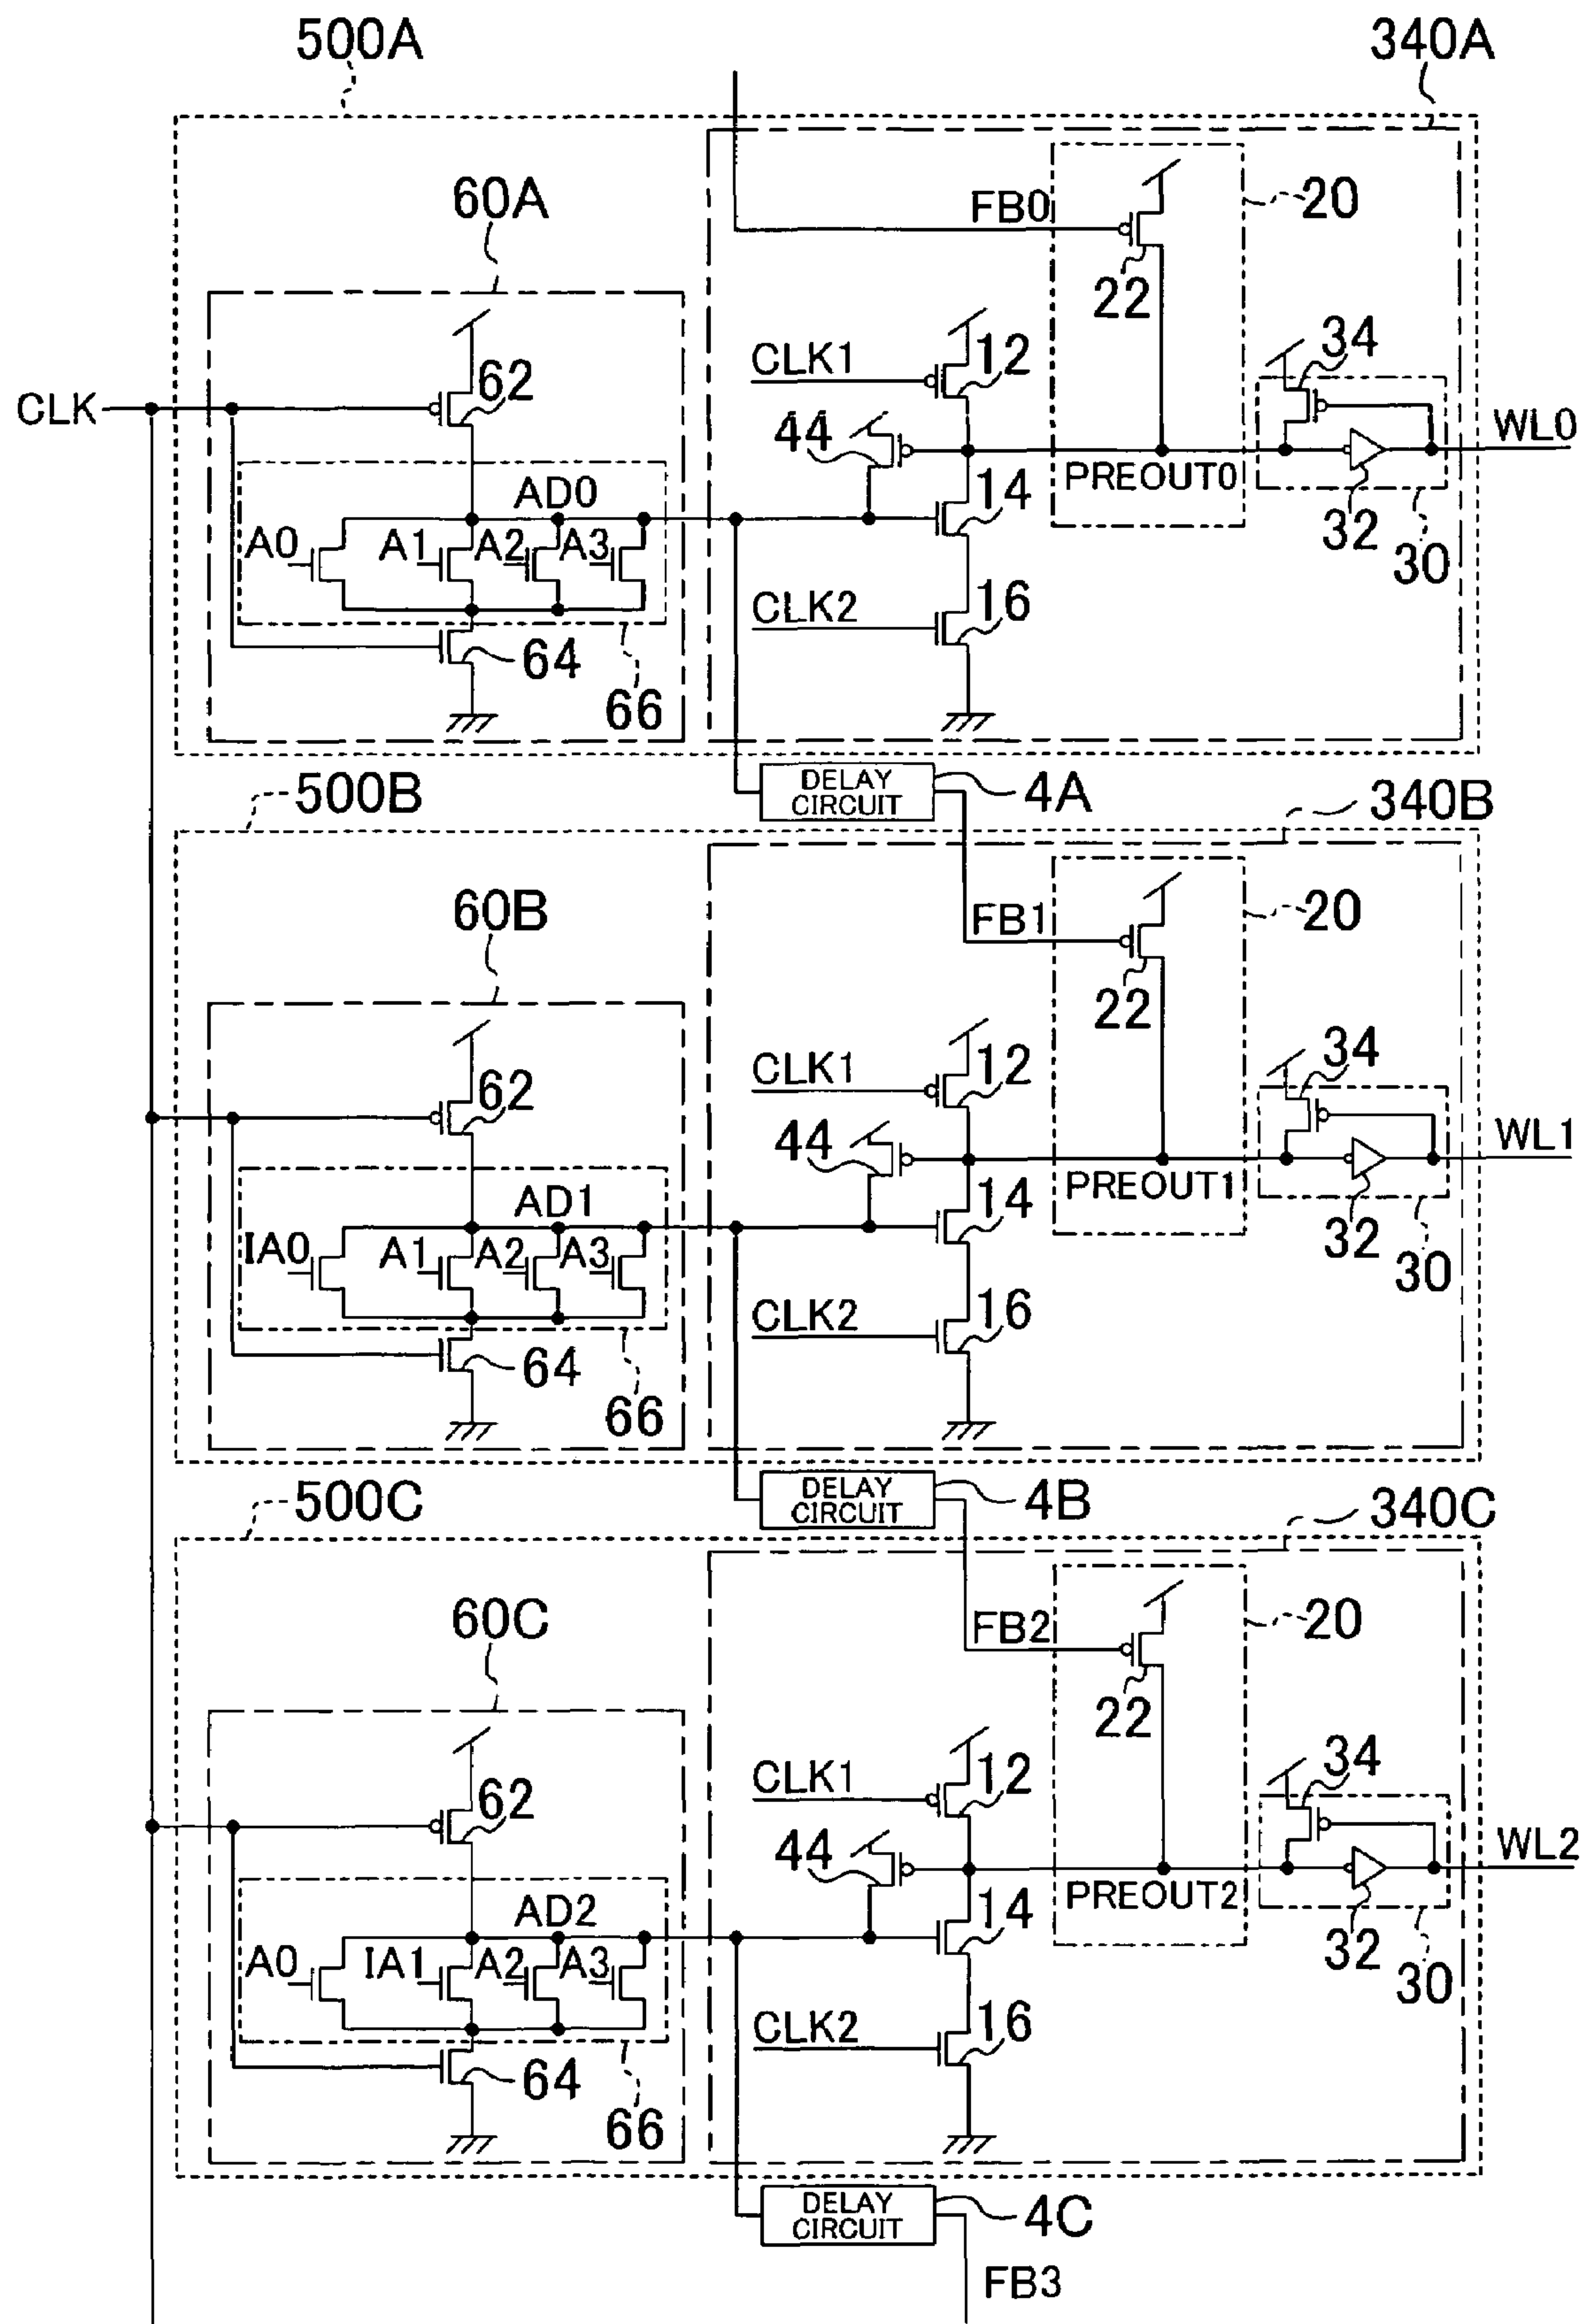 500A
340A
60A
FB0
20
22
CLK1
12
34
CLK
62
44
WL0
AD0
PREOUT0
14
32
A0 A1 A2 A3
30
CLK2
16
64
66
DELAY
CIRCUIT
4A
500B
340B
60B
FB1
20
22
CLK1
12
34
62
44
WL1
AD1
PREOUT1
14
32
IA0 A1 A2 A3
30
CLK2
16
64
66
DELAY
CIRCUIT
4B
500C
340C
60C
FB2
20
22
CLK1
12
34
62
44
WL2
AD2
PREOUT2
14
32
A0 IA1 A2 A3
30
CLK2
16
64
66
DELAY
CIRCUIT
4C
FB3